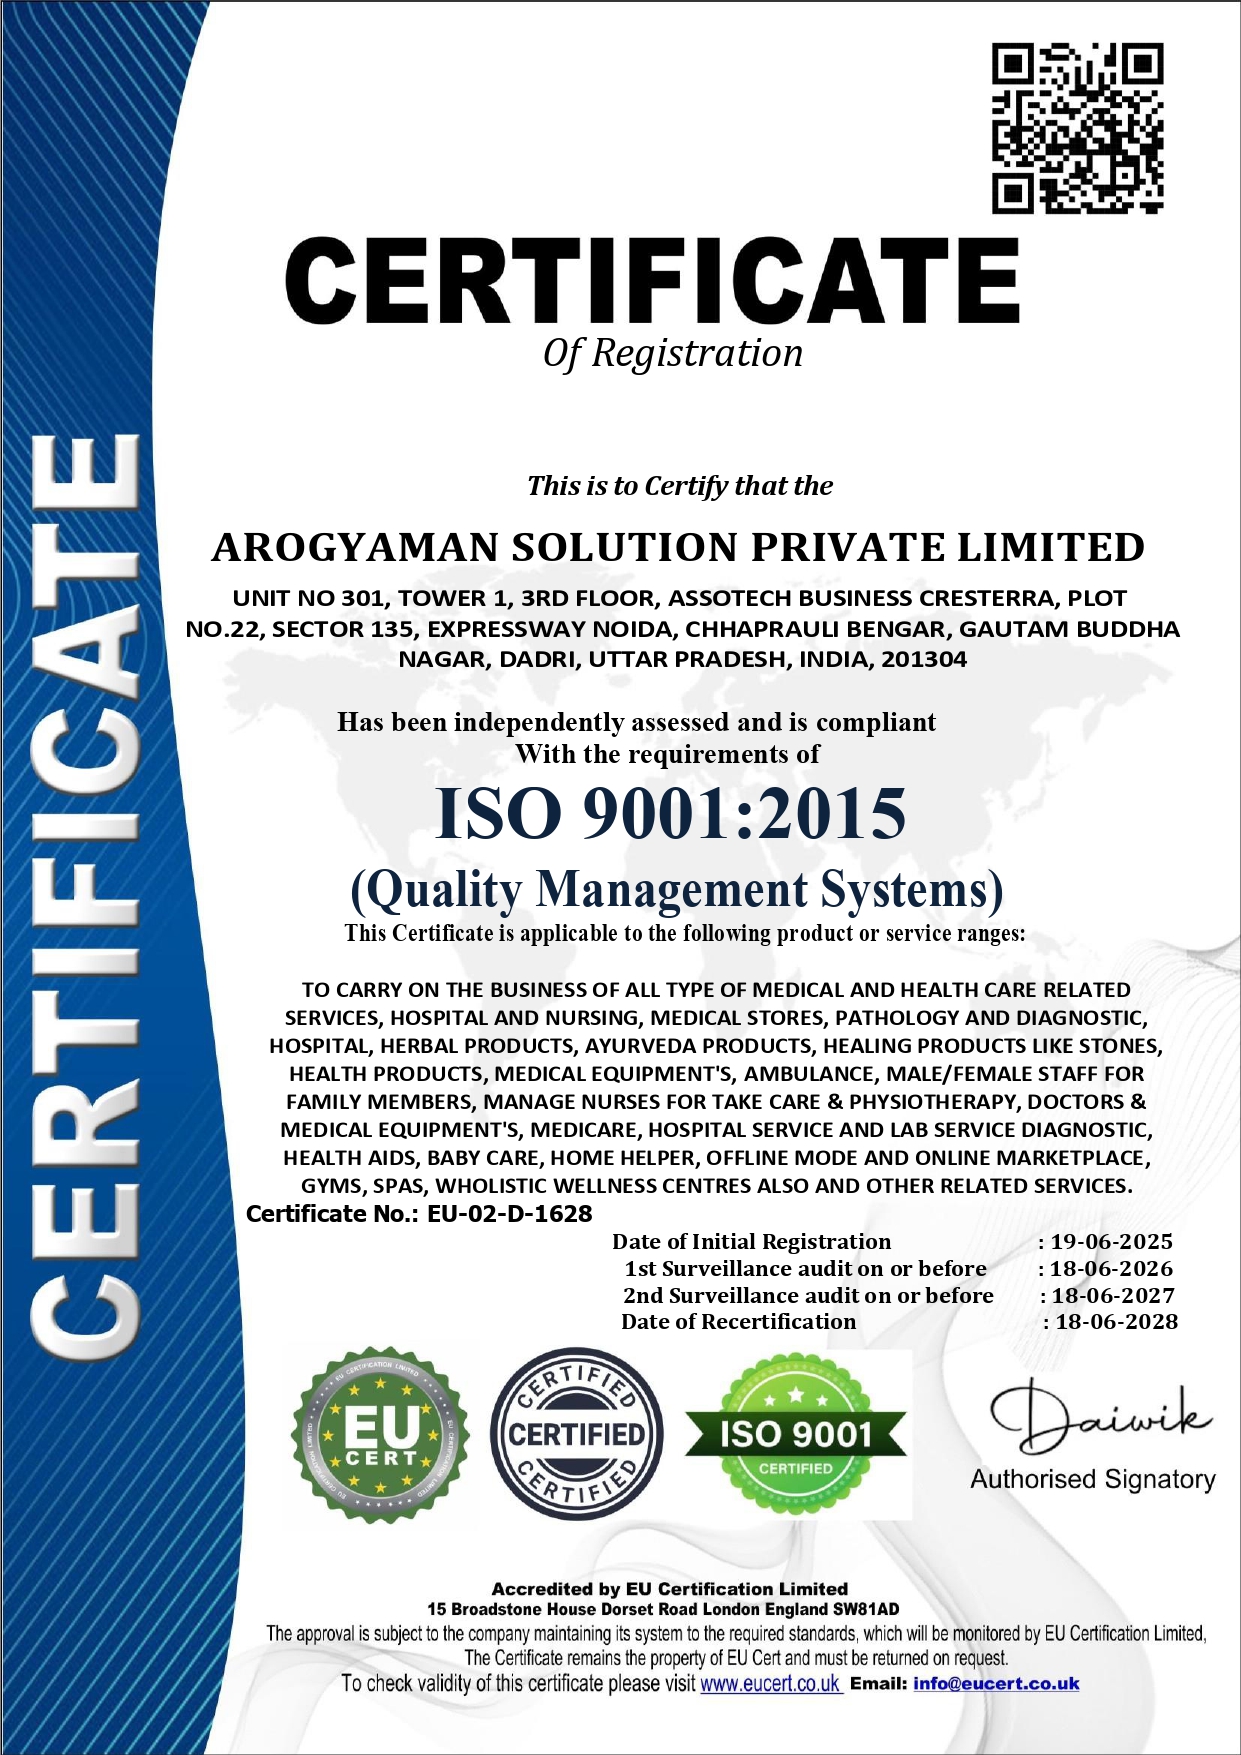 CERTIFICATE
CERTIFICATE
Of Registration
This is to Certify that the
AROGYAMAN SOLUTION PRIVATE LIMITED
UNIT NO 301, TOWER 1, 3RD FLOOR, ASSOTECH BUSINESS CRESTERRA, PLOT
NO.22, SECTOR 135, EXPRESSWAY NOIDA, CHHAPRAULI BENGAR, GAUTAM BUDDHA
NAGAR, DADRI, UTTAR PRADESH, INDIA, 201304
Has been independently assessed and is compliant
With the requirements of
ISO 9001:2015
(Quality Management Systems)
This Certificate is applicable to the following product or service ranges:
TO CARRY ON THE BUSINESS OF ALL TYPE OF MEDICAL AND HEALTH CARE RELATED
SERVICES, HOSPITAL AND NURSING, MEDICAL STORES, PATHOLOGY AND DIAGNOSTIC,
HOSPITAL, HERBAL PRODUCTS, AYURVEDA PRODUCTS, HEALING PRODUCTS LIKE STONES,
HEALTH PRODUCTS, MEDICAL EQUIPMENT'S, AMBULANCE, MALE/FEMALE STAFF FOR
FAMILY MEMBERS, MANAGE NURSES FOR TAKE CARE & PHYSIOTHERAPY, DOCTORS &
MEDICAL EQUIPMENT'S, MEDICARE, HOSPITAL SERVICE AND LAB SERVICE DIAGNOSTIC,
HEALTH AIDS, BABY CARE, HOME HELPER, OFFLINE MODE AND ONLINE MARKETPLACE,
GYMS, SPAS, WHOLISTIC WELLNESS CENTRES ALSO AND OTHER RELATED SERVICES.
Certificate No.: EU-02-D-1628
Date of Initial Registration : 19-06-2025
1st Surveillance audit on or before : 18-06-2026
2nd Surveillance audit on or before : 18-06-2027
Date of Recertification : 18-06-2028
EU CERTIFICATION LIMITED
EU CERTIFICATION LIMITED
EU CERTIFICATION LIMITED
EU
CERT
CERTIFIED
CERTIFIED
CERTIFIED
ISO 9001
CERTIFIED
Daiwik
Authorised Signatory
Accredited by EU Certification Limited
15 Broadstone House Dorset Road London England SW81AD
The approval is subject to the company maintaining its system to the required standards, which will be monitored by EU Certification Limited,
The Certificate remains the property of EU Cert and must be returned on request.
To check validity of this certificate please visit www.eucert.co.uk Email: info@eucert.co.uk